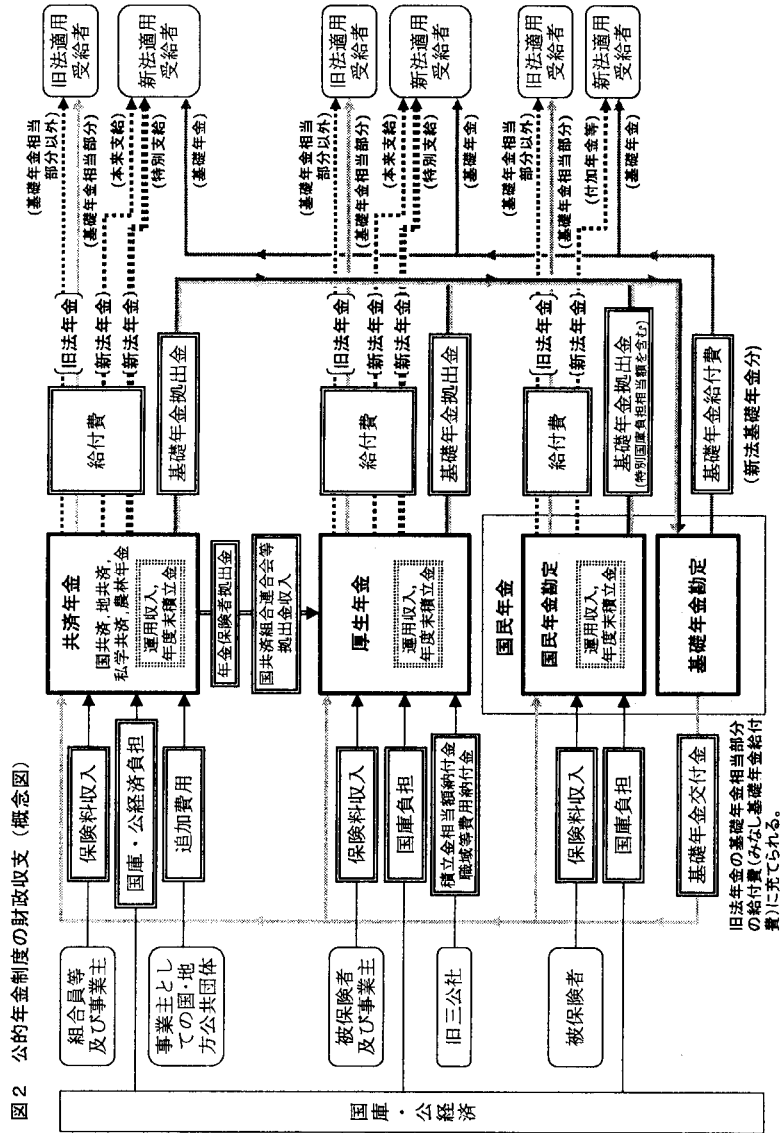 図2 公的年金制度の財政収支（概念図）
国庫・公経済
組合員等
及び事業主
事業主とし
ての国・地
方公共団体
保険料収入
国庫・公経済負担
追加費用
共済年金
国共済，地共済，
私学共済，農林年金
運用収入，
年度末積立金
給付費
基礎年金拠出金
（旧法年金）
（新法年金）
（新法年金）
（基礎年金相当
部分以外）
（基礎年金相当部分）
（本来支給）
（特別支給）
（基礎年金）
旧法適用
受給者
新法適用
受給者
年金保険者拠出金
国共済組合連合会等
拠出金収入
被保険者
及び事業主
旧三公社
保険料収入
国庫負担
積立金相当額納付金
職域等費用納付金
厚生年金
運用収入，
年度末積立金
給付費
基礎年金拠出金
（旧法年金）
（新法年金）
（新法年金）
（基礎年金相当
部分以外）
（基礎年金相当部分）
（本来支給）
（特別支給）
（基礎年金）
旧法適用
受給者
新法適用
受給者
被保険者
保険料収入
国庫負担
国民年金
国民年金勘定
運用収入，
年度末積立金
給付費
基礎年金拠出金
（特別国庫負担相当額を含む）
（旧法年金）
（新法年金）
（基礎年金相当
部分以外）
（基礎年金相当部分）
（付加年金等）
（基礎年金）
旧法適用
受給者
新法適用
受給者
基礎年金交付金
基礎年金勘定
基礎年金給付費
（新法基礎年金分）
旧法年金の基礎年金相当部分
の給付費（みなし基礎年金給付
費）に充てられる。